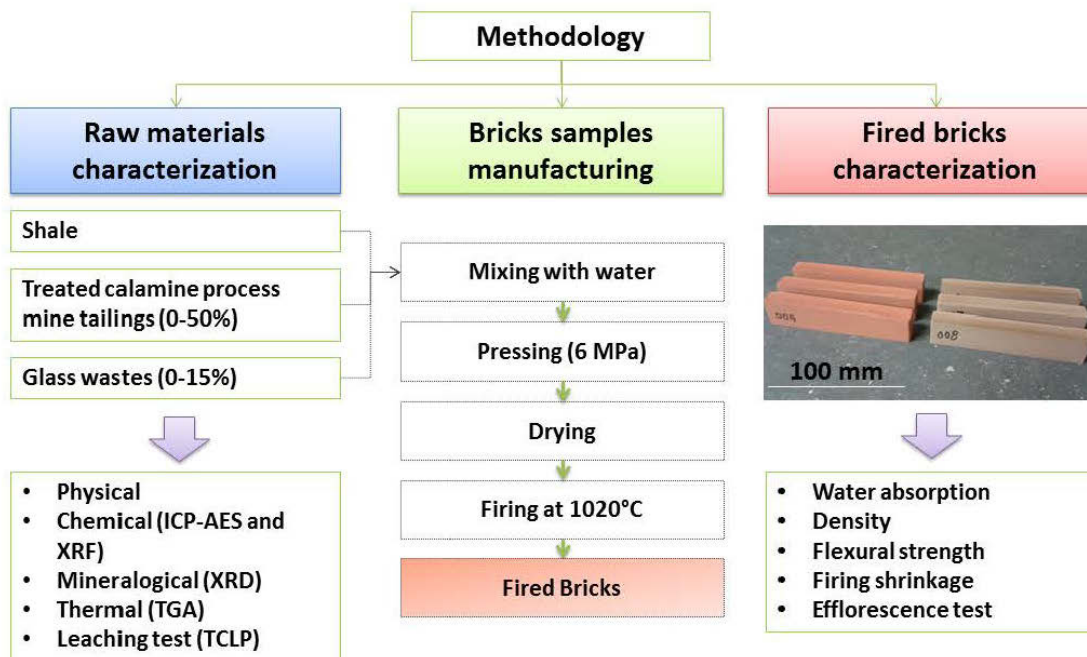 Methodology
Raw materials
characterization
Shale
Treated calamine process
mine tailings (0-50%)
Glass wastes (0-15%)
• Physical
• Chemical (ICP-AES and
XRF)
• Mineralogical (XRD)
• Thermal (TGA)
• Leaching test (TCLP)
Bricks samples
manufacturing
Mixing with water
Pressing (6 MPa)
Drying
Firing at 1020°C
Fired Bricks
Fired bricks
characterization
008
100 mm
• Water absorption
• Density
• Flexural strength
• Firing shrinkage
• Efflorescence test